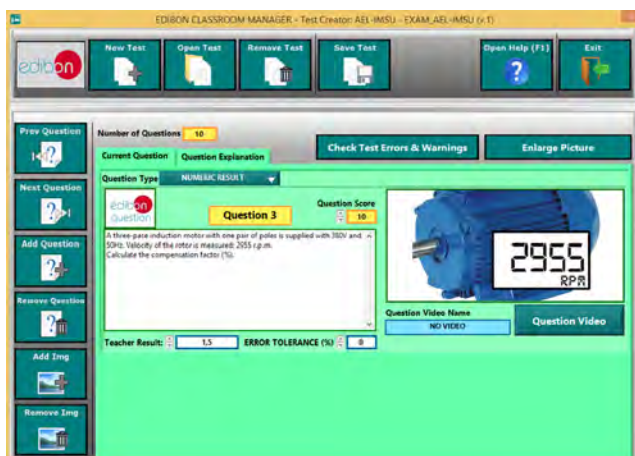 EDIBON CLASSROOM MANAGER - Test Creator: AEL-IMSU - EXAM_AEL-IMSU (v.1)
edibon
New Test
Open Test
Remove Test
Save Test
Open Help (F1)
Exit
Prev Question
Next Question
Add Question
Remove Question
Add Img
Remove Img
Number of Questions 10
Check Test Errors & Warnings
Enlarge Picture
Current Question
Question Explanation
Question Type NUMERIC RESULT
edibon
question
Question 3
Question Score
10
A three-pase induction motor with one pair of poles is supplied with 380V and
50Hz. Velocity of the rotor is measured: 2955 r.p.m.
Calculate the compensation factor (%).
2955
RPM
Question Video Name
NO VIDEO
Question Video
Teacher Result: 1,5 ERROR TOLERANCE (%) 0